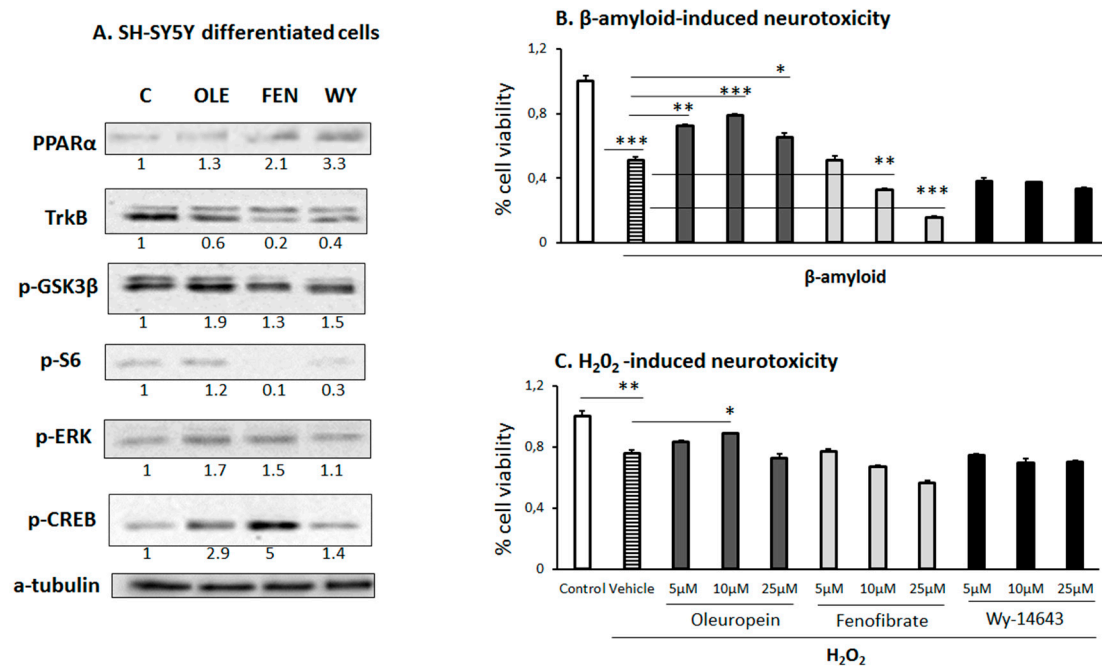 A. SH-SY5Y differentiated cells
C OLE FEN WY
PPARα
1 1.3 2.1 3.3
TrkB
1 0.6 0.2 0.4
p-GSK3β
1 1.9 1.3 1.5
p-S6
1 1.2 0.1 0.3
p-ERK
1 1.7 1.5 1.1
p-CREB
1 2.9 5 1.4
a-tubulin
B. β-amyloid-induced neurotoxicity
% cell viability
1,2
0,8
0,4
0
***
**
***
*
**
***
β-amyloid
C. H₂0₂ -induced neurotoxicity
% cell viability
1,2
0,8
0,4
0
**
*
Control Vehicle 5µM 10µM 25µM 5µM 10µM 25µM 5µM 10µM 25µM
Oleuropein Fenofibrate Wy-14643
H₂O₂